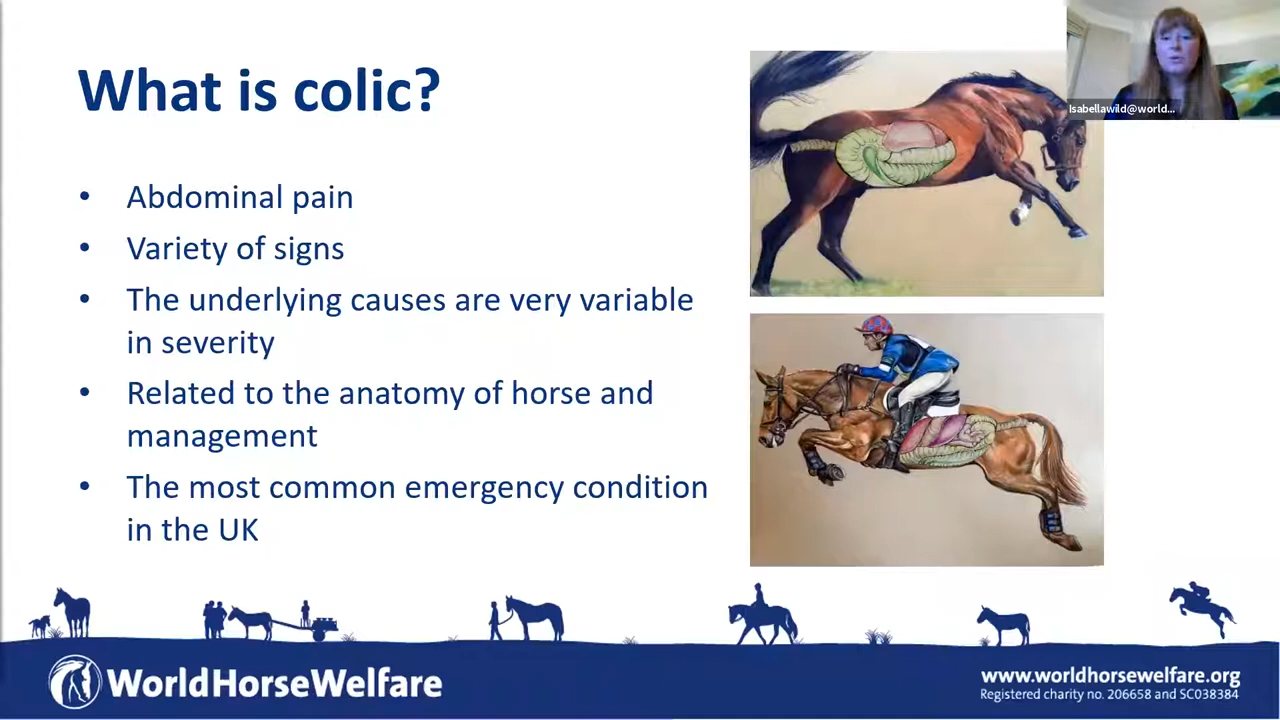 What is colic?
Isabellawild@world...
• Abdominal pain
• Variety of signs
• The underlying causes are very variable
in severity
• Related to the anatomy of horse and
management
• The most common emergency condition
in the UK
WorldHorseWelfare
www.worldhorsewelfare.org
Registered charity no. 206658 and SC038384